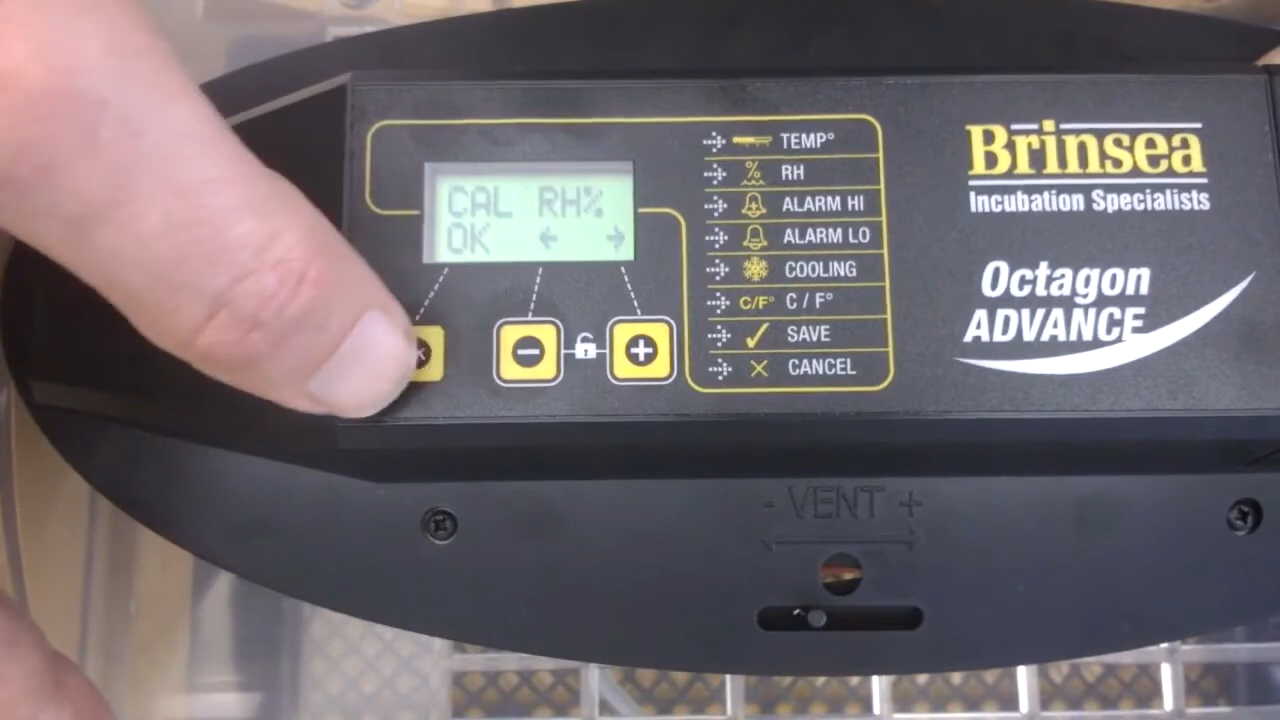 CAL RH%
OK ← →
TEMP°
% RH
ALARM HI
ALARM LO
COOLING
C/F° C / F°
SAVE
CANCEL
Brinsea
Incubation Specialists
Octagon
ADVANCE
- VENT +